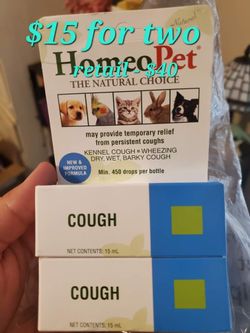 $15 for two
retail - $40
HomeoPet®
THE NATURAL CHOICE
may provide temporary relief
from persistent coughs
KENNEL COUGH • WHEEZING
DRY, WET, BARKY COUGH
NEW &
IMPROVED
FORMULA
Min. 450 drops per bottle
COUGH
NET CONTENTS: 15 mL
COUGH
NET CONTENTS: 15 mL